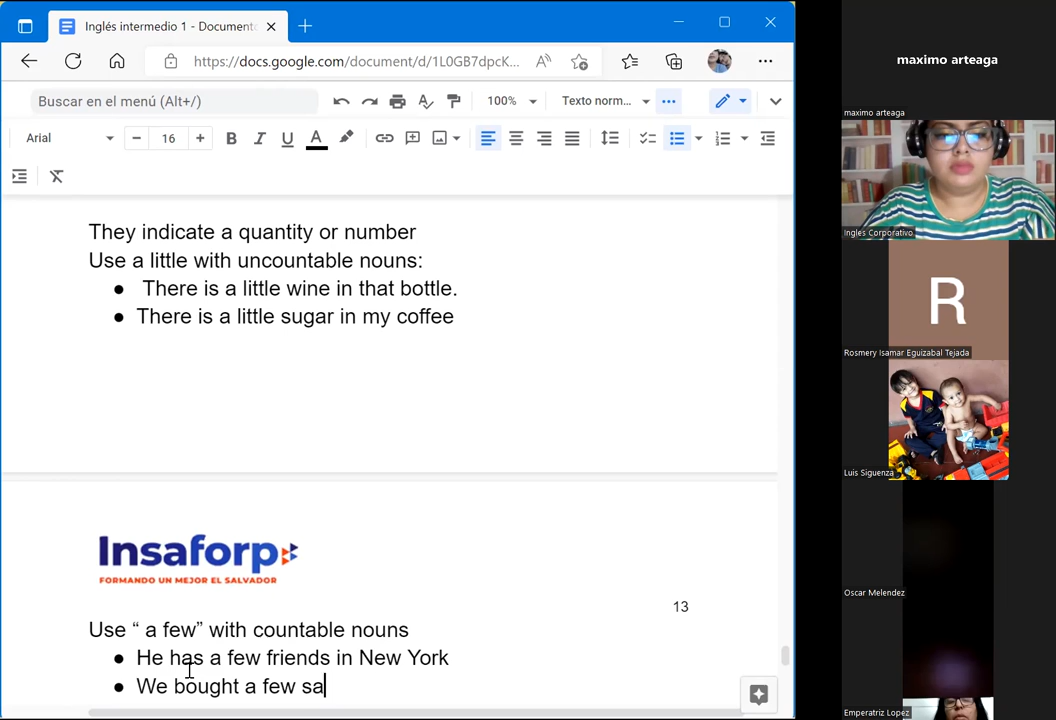 Inglés intermedio 1 - Documento
https://docs.google.com/document/d/1L0GB7dpcK...
Buscar en el menú (Alt+/)
100%
Texto norm...
Arial
16
B I U A
They indicate a quantity or number
Use a little with uncountable nouns:
● There is a little wine in that bottle.
● There is a little sugar in my coffee
Insaforp
FORMANDO UN MEJOR EL SALVADOR
13
Use “ a few” with countable nouns
● He has a few friends in New York
● We bought a few sa
maximo arteaga
maximo arteaga
Ingles Corporativo
R
Rosmery Isamar Eguizabal Tejada
Luis Siguenza
Oscar Melendez
Emperatriz Lopez